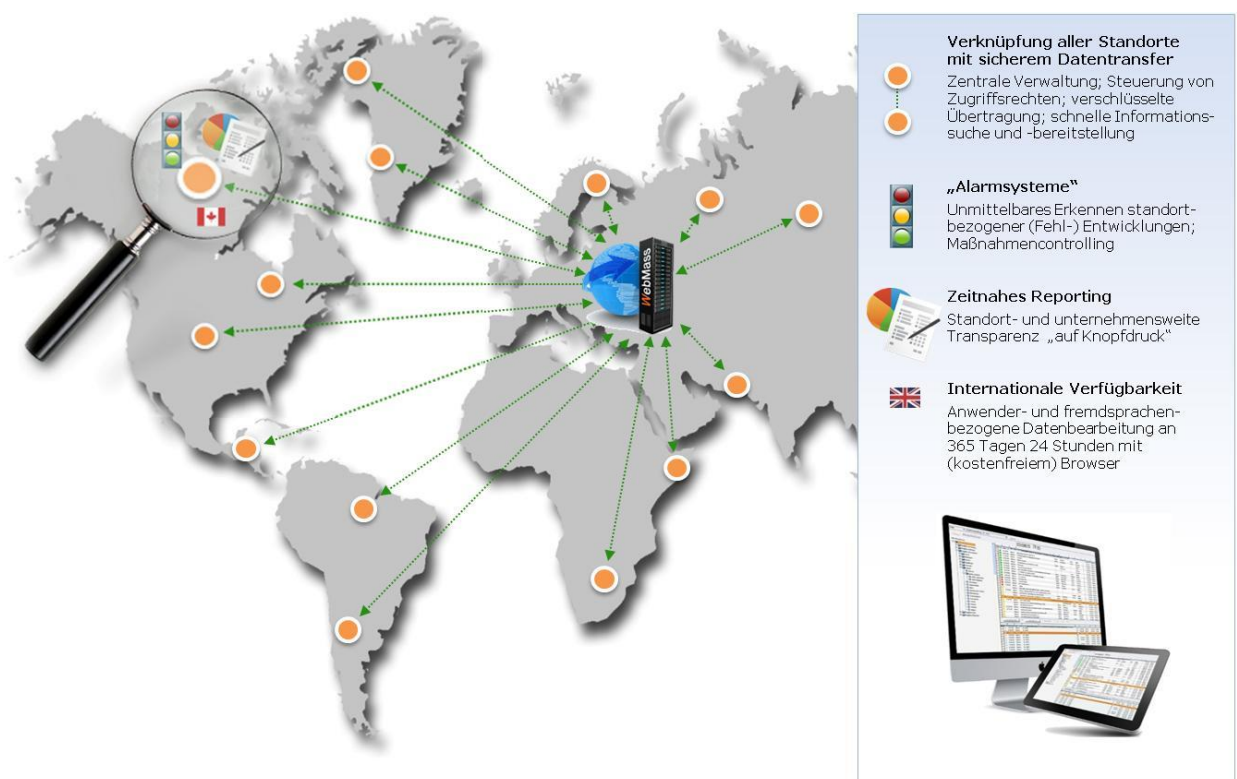 WebMass
Verknüpfung aller Standorte
mit sicherem Datentransfer
Zentrale Verwaltung; Steuerung von
Zugriffsrechten; verschlüsselte
Übertragung; schnelle Informations-
suche und -bereitstellung
„Alarmsysteme“
Unmittelbares Erkennen standort-
bezogener (Fehl-) Entwicklungen;
Maßnahmencontrolling
Zeitnahes Reporting
Standort- und unternehmensweite
Transparenz „auf Knopfdruck“
Internationale Verfügbarkeit
Anwender- und fremdsprachen-
bezogene Datenbearbeitung an
365 Tagen 24 Stunden mit
(kostenfreiem) Browser